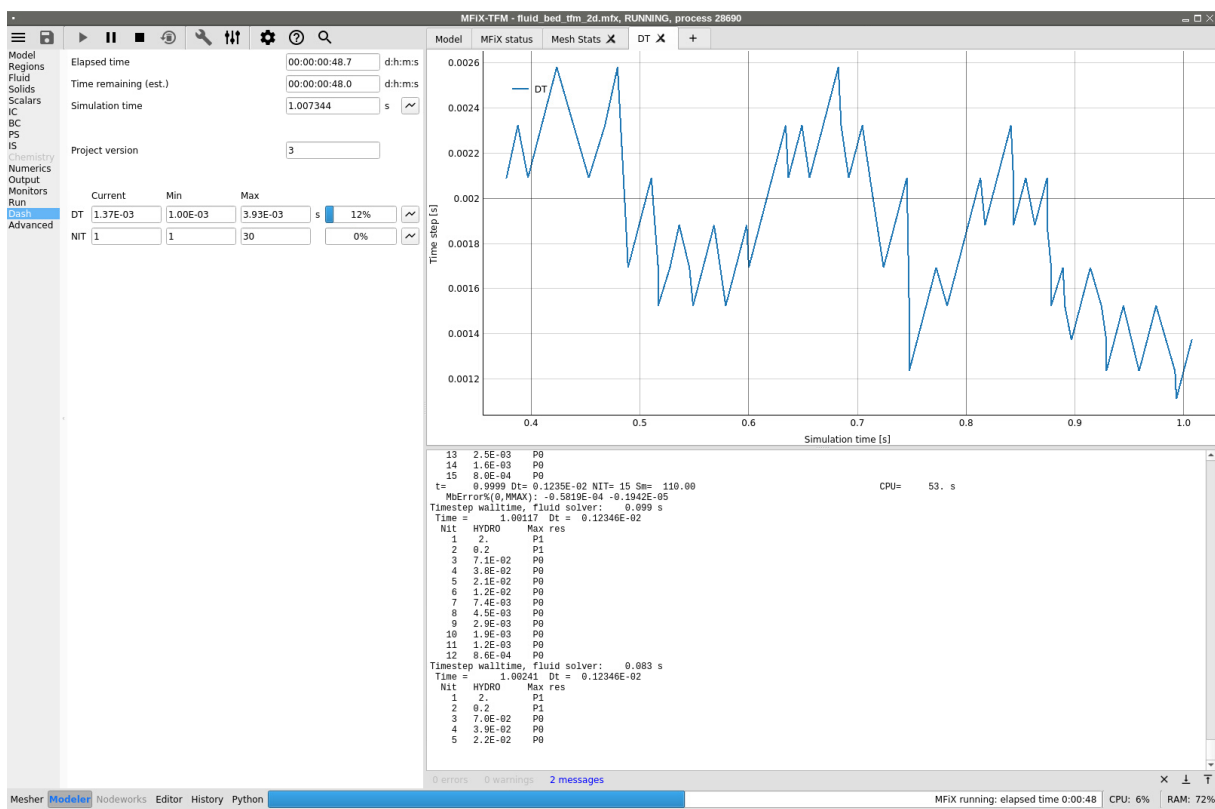 MFiX-TFM - fluid_bed_tfm_2d.mfx, RUNNING, process 28690
Model
Regions
Fluid
Solids
Scalars
IC
BC
PS
IS
Chemistry
Numerics
Output
Monitors
Run
Dash
Advanced
Elapsed time 00:00:00:48.7 d:h:m:s
Time remaining (est.) 00:00:00:48.0 d:h:m:s
Simulation time 1.007344 s
Project version 3
Current Min Max
DT 1.37E-03 1.00E-03 3.93E-03 s 12%
NIT 1 1 30 0%
Model MFiX status Mesh Stats DT +
0.0026
0.0024
0.0022
0.002
0.0018
0.0016
0.0014
0.0012
Time step [s]
DT
0.4 0.5 0.6 0.7 0.8 0.9 1.0
Simulation time [s]
13 2.5E-03 P0
14 1.6E-03 P0
15 8.0E-04 P0
t= 0.9999 Dt= 0.1235E-02 NIT= 15 Sm= 110.00 CPU= 53. s
MbError%(0,MMAX): -0.5819E-04 -0.1942E-05
Timestep walltime, fluid solver: 0.099 s
Time = 1.00117 Dt = 0.12346E-02
Nit HYDRO Max res
1 2. P1
2 0.2 P1
3 7.1E-02 P0
4 3.8E-02 P0
5 2.1E-02 P0
6 1.2E-02 P0
7 7.4E-03 P0
8 4.5E-03 P0
9 2.9E-03 P0
10 1.9E-03 P0
11 1.2E-03 P0
12 8.6E-04 P0
Timestep walltime, fluid solver: 0.083 s
Time = 1.00241 Dt = 0.12346E-02
Nit HYDRO Max res
1 2. P1
2 0.2 P1
3 7.0E-02 P0
4 3.9E-02 P0
5 2.2E-02 P0
0 errors 0 warnings 2 messages
Mesher Modeler Nodeworks Editor History Python MFiX running: elapsed time 0:00:48 CPU: 6% RAM: 72%